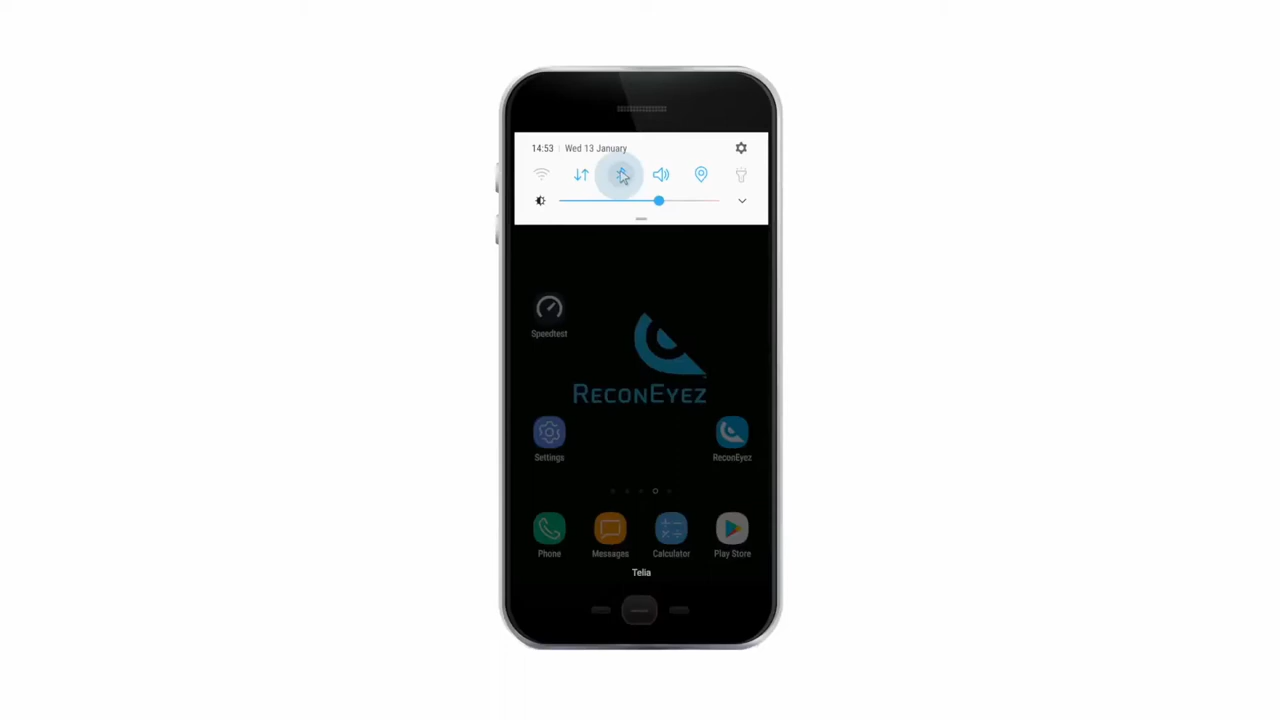 14:53 | Wed 13 January
Speedtest
RECONEYEZ
Settings
ReconEyez
Phone
Messages
Calculator
Play Store
Telia